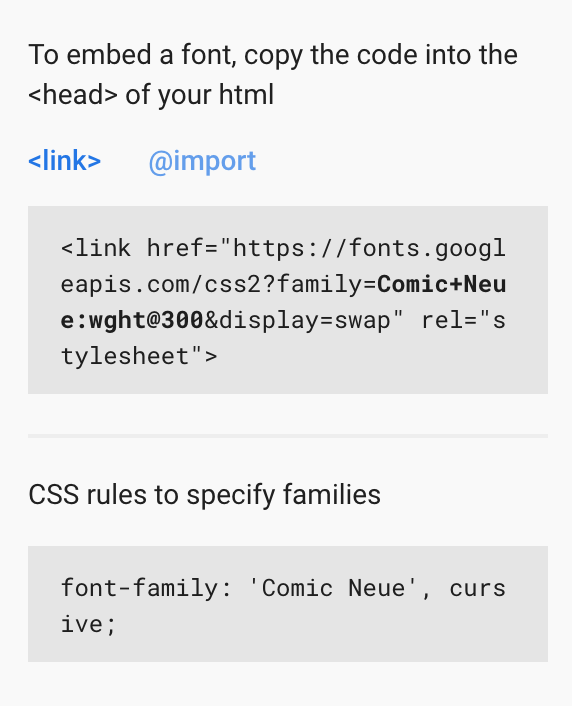 To embed a font, copy the code into the
<head> of your html
<link> @import
<link href="https://fonts.googl
eapis.com/css2?family=Comic+Neu
e:wght@300&display=swap" rel="s
tylesheet">
CSS rules to specify families
font-family: 'Comic Neue', curs
ive;